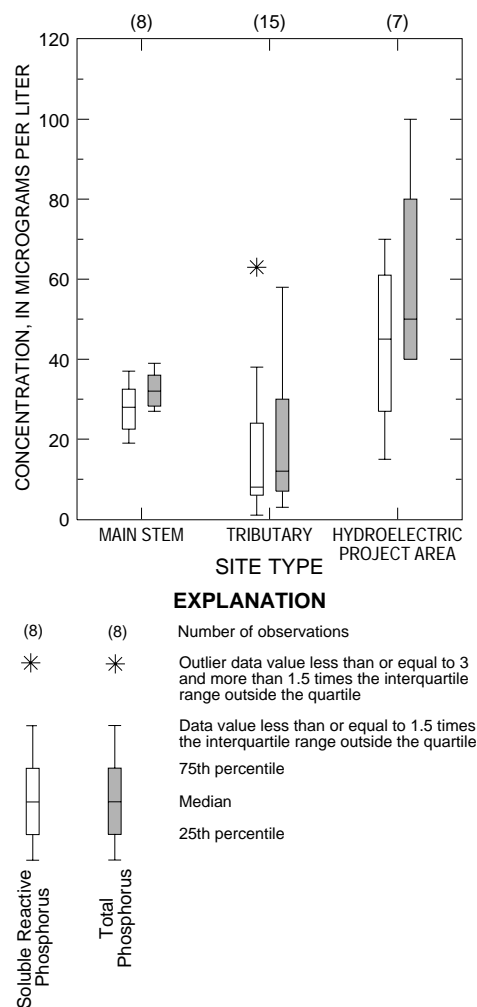 (8) (15) (7)
120
100
80
60
40
20
0
CONCENTRATION, IN MICROGRAMS PER LITER
MAIN STEM TRIBUTARY HYDROELECTRIC
PROJECT AREA
SITE TYPE
EXPLANATION
(8) (8) Number of observations
Outlier data value less than or equal to 3
and more than 1.5 times the interquartile
range outside the quartile
Data value less than or equal to 1.5 times
the interquartile range outside the quartile
75th percentile
Median
25th percentile
Soluble Reactive
Phosphorus
Total
Phosphorus